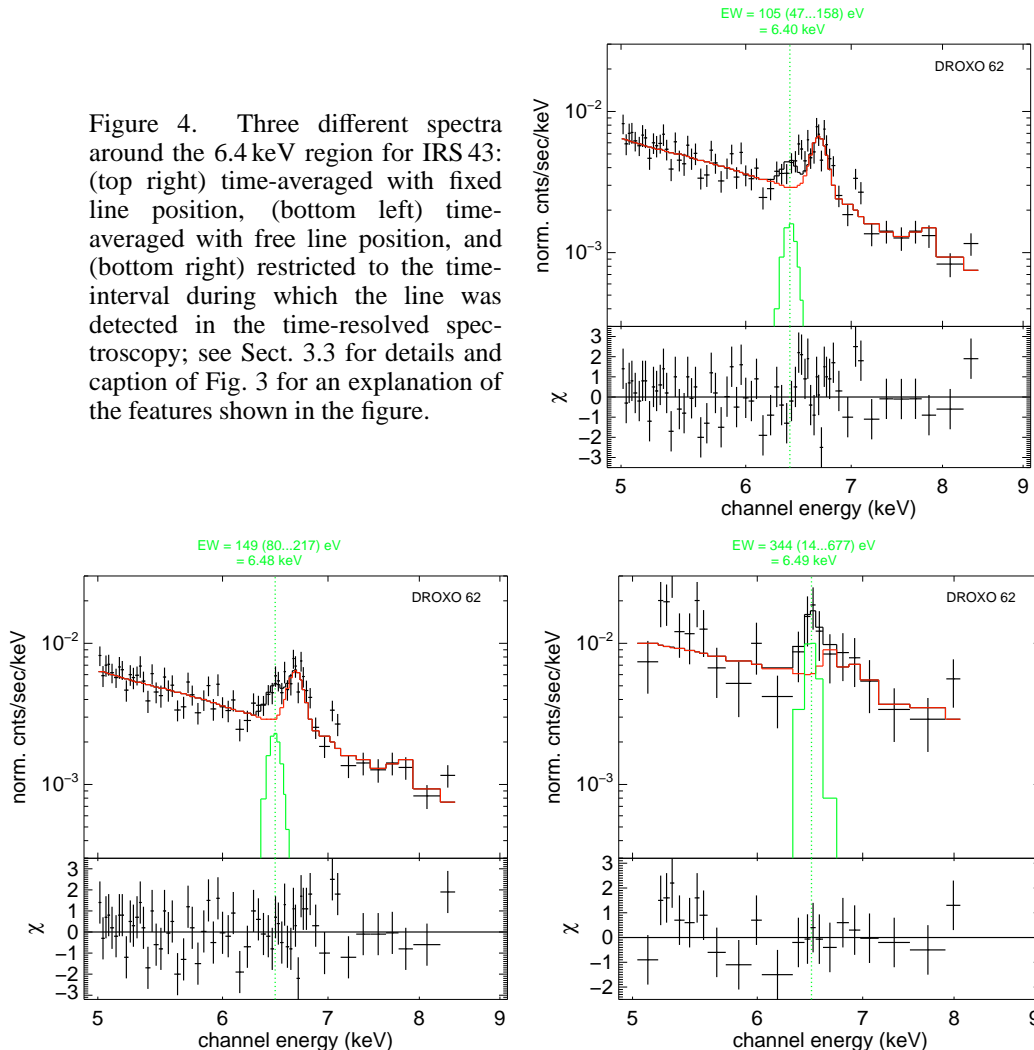 Figure 4. Three different spectra
around the 6.4 keV region for IRS 43:
(top right) time-averaged with fixed
line position, (bottom left) time-
averaged with free line position, and
(bottom right) restricted to the time-
interval during which the line was
detected in the time-resolved spec-
troscopy; see Sect. 3.3 for details and
caption of Fig. 3 for an explanation of
the features shown in the figure.
EW = 105 (47...158) eV
= 6.40 keV
DROXO 62
norm. cnts/sec/keV
10⁻²
10⁻³
χ
3
2
1
0
−1
−2
−3
5 6 7 8 9
channel energy (keV)
EW = 149 (80...217) eV
= 6.48 keV
DROXO 62
norm. cnts/sec/keV
10⁻²
10⁻³
χ
3
2
1
0
−1
−2
−3
5 6 7 8 9
channel energy (keV)
EW = 344 (14...677) eV
= 6.49 keV
DROXO 62
norm. cnts/sec/keV
10⁻²
10⁻³
χ
3
2
1
0
−1
−2
5 6 7 8 9
channel energy (keV)